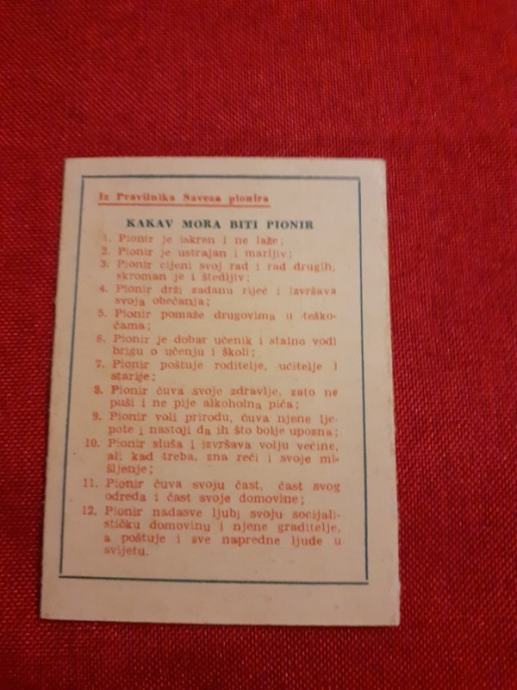 Iz Pravilnika Saveza pionira
KAKAV MORA BITI PIONIR
1. Pionir je iskren i ne laže;
2. Pionir je ustrajan i marljiv;
3. Pionir cijeni svoj rad i rad drugih,
skroman je i štedljiv;
4. Pionir drži zadanu riječ i izvršava
svoja obećanja;
5. Pionir pomaže drugovima u teško-
ćama;
6. Pionir je dobar učenik i stalno vodi
brigu o učenju i školi;
7. Pionir poštuje roditelje, učitelje i
starije;
8. Pionir čuva svoje zdravlje, zato ne
puši i ne pije alkoholna pića;
9. Pionir voli prirodu, čuva njene lje-
pote i nastoji da ih što bolje upozna;
10. Pionir sluša i izvršava volju većine,
ali kad treba, zna reći i svoje mi-
šljenje;
11. Pionir čuva svoju čast, čast svog
odreda i čast svoje domovine;
12. Pionir nadasve ljubi svoju socijali-
stičku domovinu i njene graditelje,
a poštuje i sve napredne ljude u
svijetu.